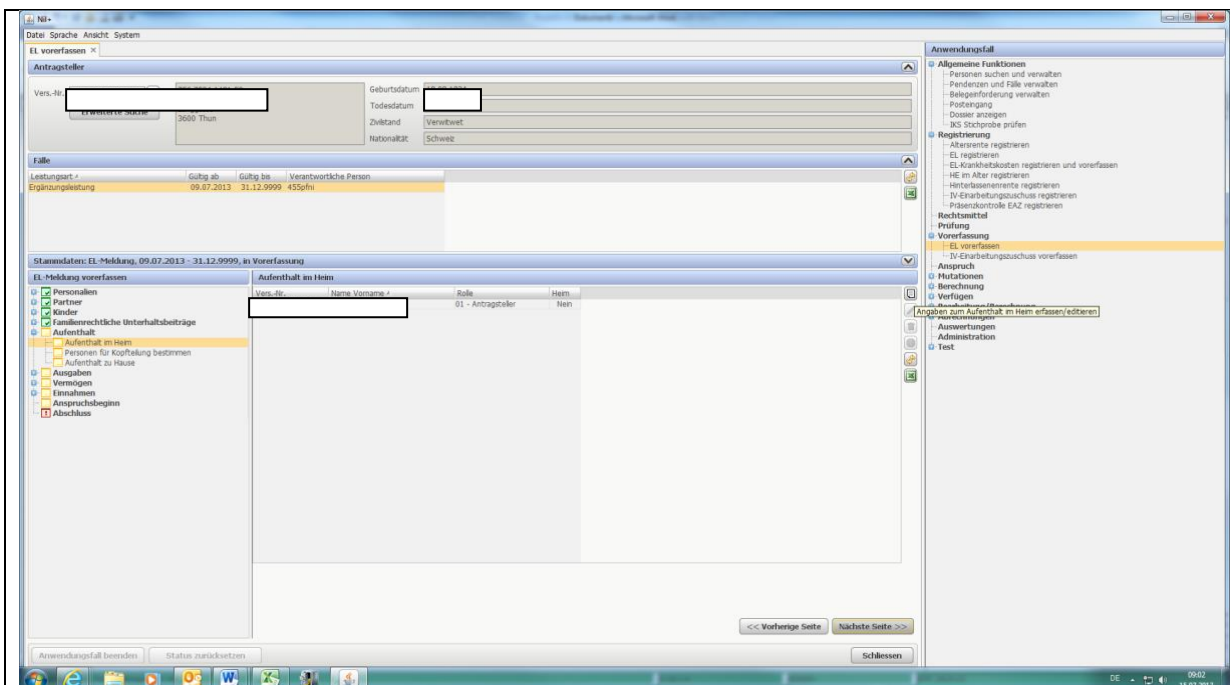 Nil+
Datei Sprache Ansicht System
EL vorerfassen ×
Antragsteller
Vers.-Nr.
Erweiterte Suche
3600 Thun
Geburtsdatum
Todesdatum
Zivilstand Verwitwet
Nationalität Schweiz
Fälle
Leistungsart Gültig ab Gültig bis Verantwortliche Person
Ergänzungsleistung 09.07.2013 31.12.9999 455pfni
Stammdaten: EL-Meldung, 09.07.2013 - 31.12.9999, in Vorerfassung
EL-Meldung vorerfassen
Personalien
Partner
Kinder
Familienrechtliche Unterhaltsbeiträge
Aufenthalt
Aufenthalt im Heim
Personen für Kopfteilung bestimmen
Aufenthalt zu Hause
Ausgaben
Vermögen
Einnahmen
Anspruchsbeginn
Abschluss
Aufenthalt im Heim
Vers.-Nr. Name Vorname Rolle Heim
01 - Antragsteller Nein
<< Vorherige Seite Nächste Seite >>
Anwendungsfall beenden Status zurücksetzen Schliessen
Anwendungsfall
Allgemeine Funktionen
Personen suchen und verwalten
Pendenzen und Fälle verwalten
Belegeinforderung verwalten
Posteingang
Dossier anzeigen
IKS Stichprobe prüfen
Registrierung
Altersrente registrieren
EL registrieren
EL-Krankheitskosten registrieren und vorerfassen
HE im Alter registrieren
Hinterlassenenrente registrieren
IV-Einarbeitungszuschuss registrieren
Präsenzkontrolle EAZ registrieren
Rechtsmittel
Prüfung
Vorerfassung
EL vorerfassen
IV-Einarbeitungszuschuss vorerfassen
Anspruch
Mutationen
Berechnung
Verfügen
Angaben zum Aufenthalt im Heim erfassen/editieren
Abrechnungen
Auswertungen
Administration
Test
DE 09:02